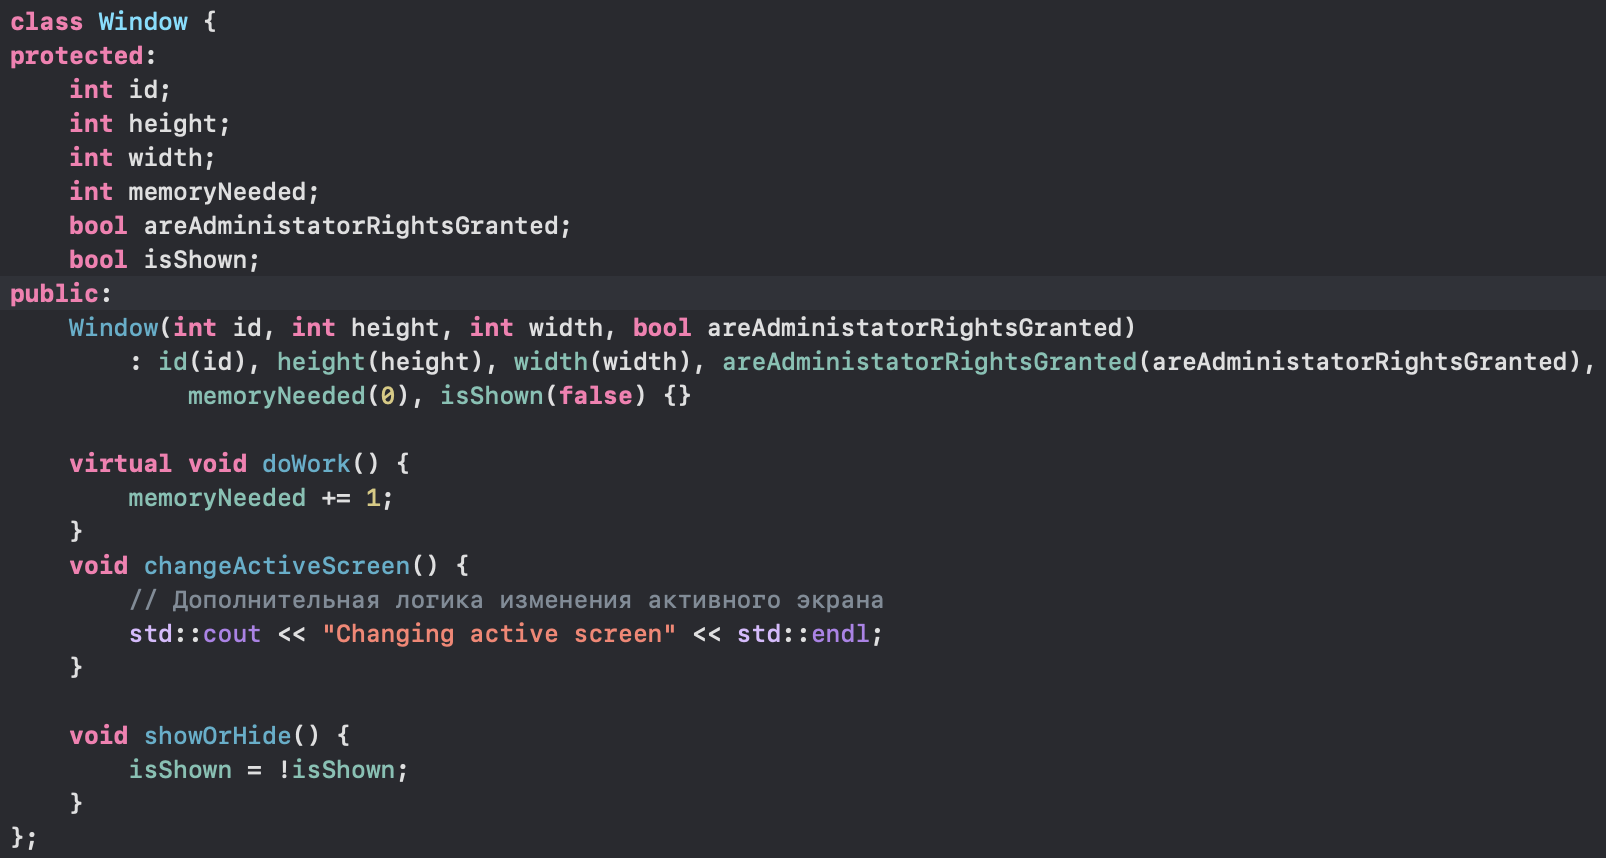 class Window {
protected:
    int id;
    int height;
    int width;
    int memoryNeeded;
    bool areAdministatorRightsGranted;
    bool isShown;
public:
    Window(int id, int height, int width, bool areAdministatorRightsGranted)
        : id(id), height(height), width(width), areAdministatorRightsGranted(areAdministatorRightsGranted),
            memoryNeeded(0), isShown(false) {}
    virtual void doWork() {
        memoryNeeded += 1;
    }
    void changeActiveScreen() {
        // Дополнительная логика изменения активного экрана
        std::cout << "Changing active screen" << std::endl;
    }
    void showOrHide() {
        isShown = !isShown;
    }
};